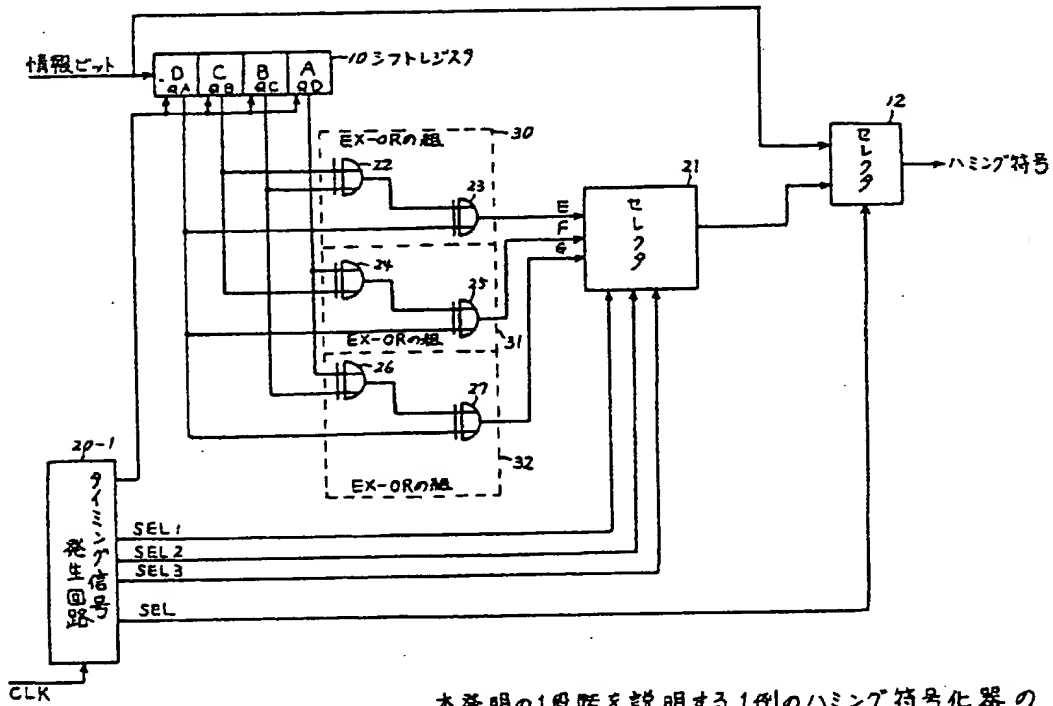 情報ビット
10 シフトレジスタ
D C B A
QA QB QC QD
EX-ORの組
30
22
23
24
25
EX-ORの組
31
26
27
32
EX-ORの組
E
F
G
21
セレクタ
12
セレクタ
ハミング符号
20-1
タイミング信号
発生回路
SEL1
SEL2
SEL3
SEL
CLK
本発明の1段階を説明する1例のハミング符号化器の